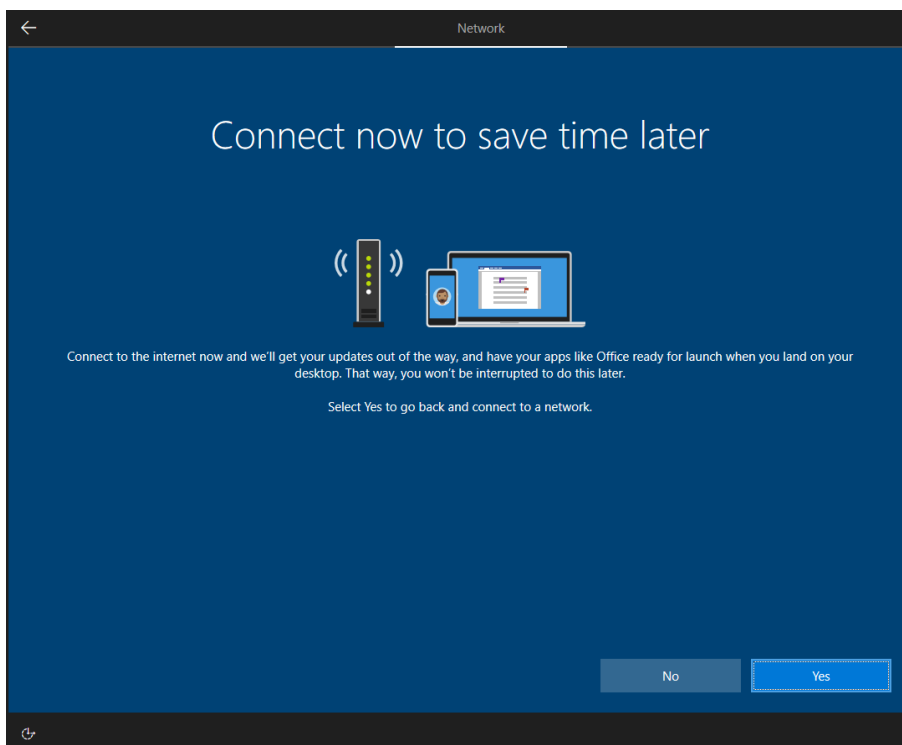 Network
Connect now to save time later
Connect to the internet now and we'll get your updates out of the way, and have your apps like Office ready for launch when you land on your
desktop. That way, you won't be interrupted to do this later.
Select Yes to go back and connect to a network.
No
Yes